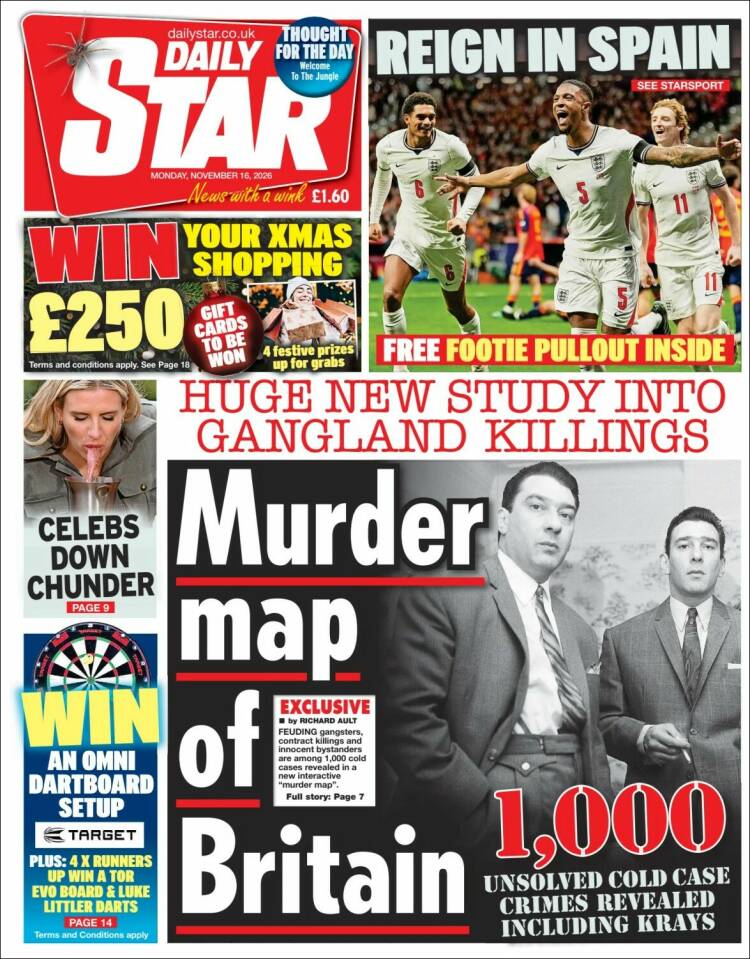 dailystar.co.uk
DAILY
STAR
MONDAY, NOVEMBER 16, 2026
News with a wink £1.60
THOUGHT
FOR THE DAY
Welcome
To The Jungle
REIGN IN SPAIN
SEE STARSPORT
6
6
5
5
11
11
FREE FOOTIE PULLOUT INSIDE
WIN YOUR XMAS
SHOPPING
£250
GIFT
CARDS
TO BE
WON
4 festive prizes
up for grabs
Terms and conditions apply. See Page 18
CELEBS
DOWN
CHUNDER
PAGE 9
HUGE NEW STUDY INTO
GANGLAND KILLINGS
Murder
map
of
Britain
EXCLUSIVE
■ by RICHARD AULT
FEUDING gangsters,
contract killings and
innocent bystanders
are among 1,000 cold
cases revealed in a
new interactive
“murder map”.
Full story: Page 7
1,000
UNSOLVED COLD CASE
CRIMES REVEALED
INCLUDING KRAYS
WIN
AN OMNI
DARTBOARD
SETUP
TARGET
PLUS: 4 X RUNNERS
UP WIN A TOR
EVO BOARD & LUKE
LITTLER DARTS
PAGE 14
Terms and Conditions apply